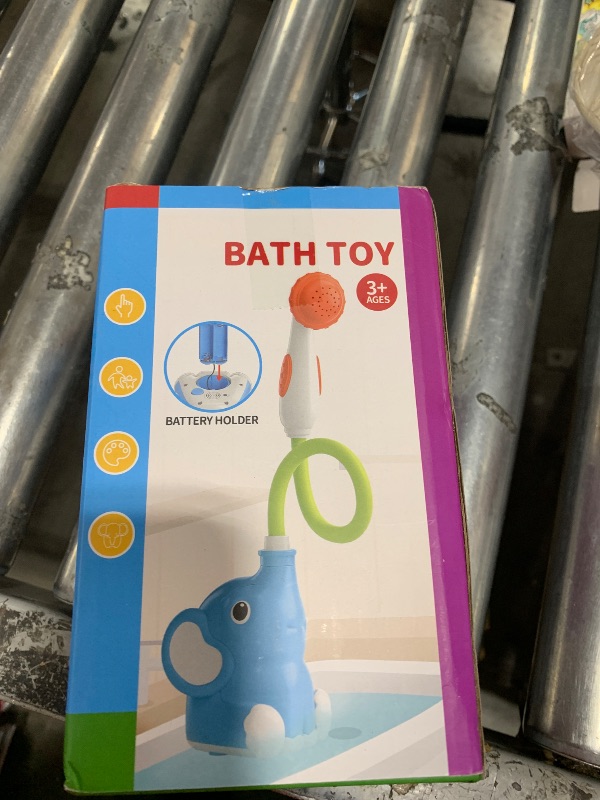 BATH TOY
3+
AGES
BATTERY HOLDER